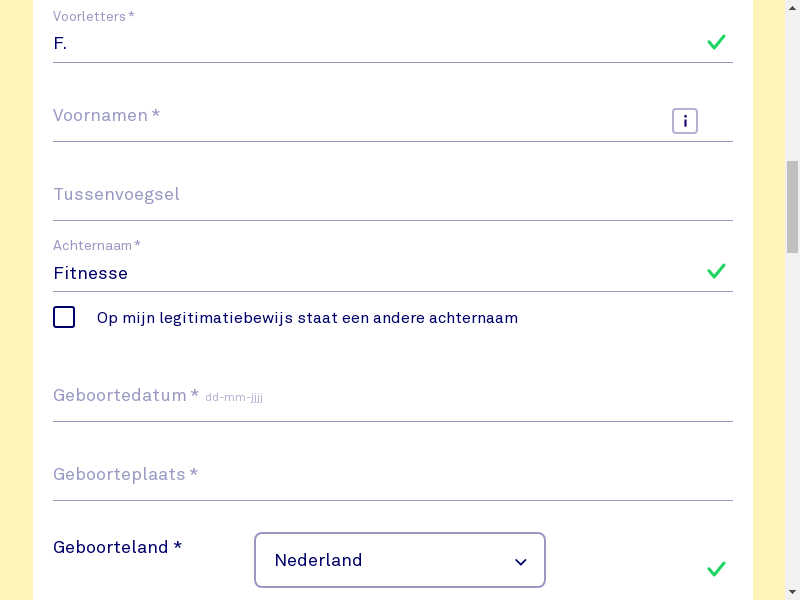 Voorletters *
F.
Voornamen *
i
Tussenvoegsel
Achternaam *
Fitnesse
Op mijn legitimatiebewijs staat een andere achternaam
Geboortedatum * dd-mm-jjjj
Geboorteplaats *
Geboorteland *
Nederland